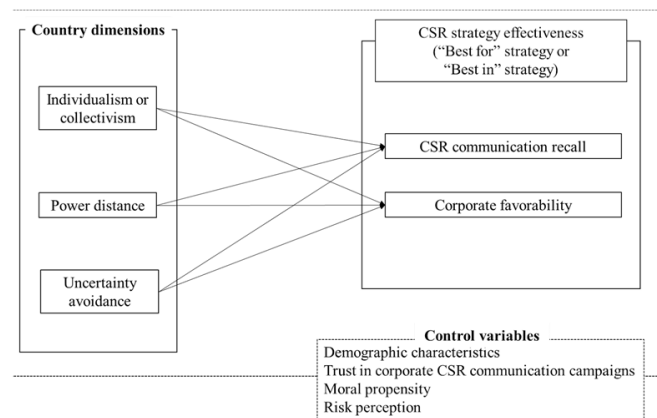 Country dimensions
Individualism or
collectivism
Power distance
Uncertainty
avoidance
CSR strategy effectiveness
(“Best for” strategy or
“Best in” strategy)
CSR communication recall
Corporate favorability
Control variables
Demographic characteristics
Trust in corporate CSR communication campaigns
Moral propensity
Risk perception